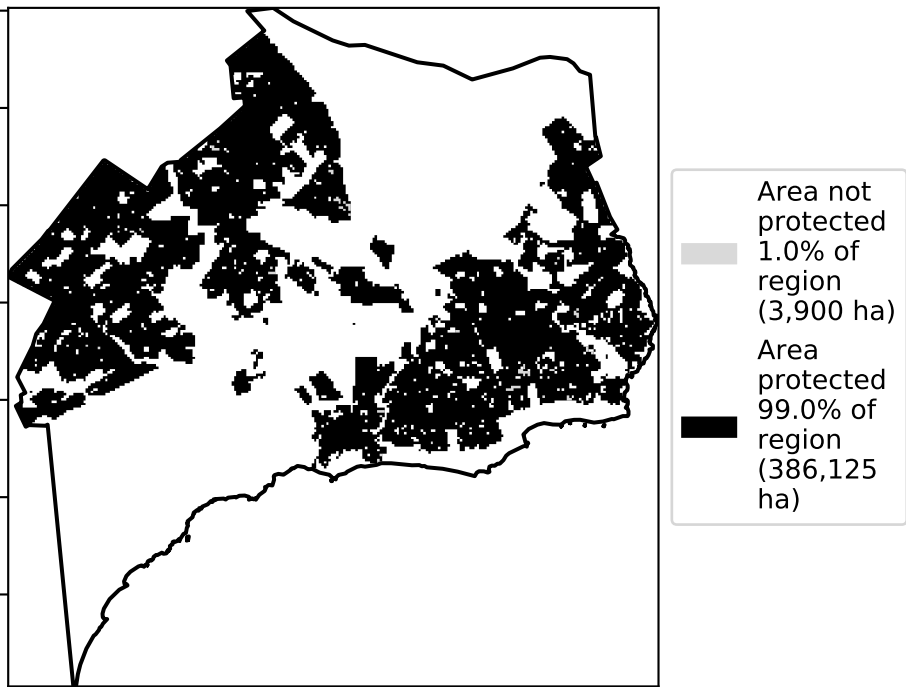 Area not
protected
1.0% of
region
(3,900 ha)
Area
protected
99.0% of
region
(386,125
ha)